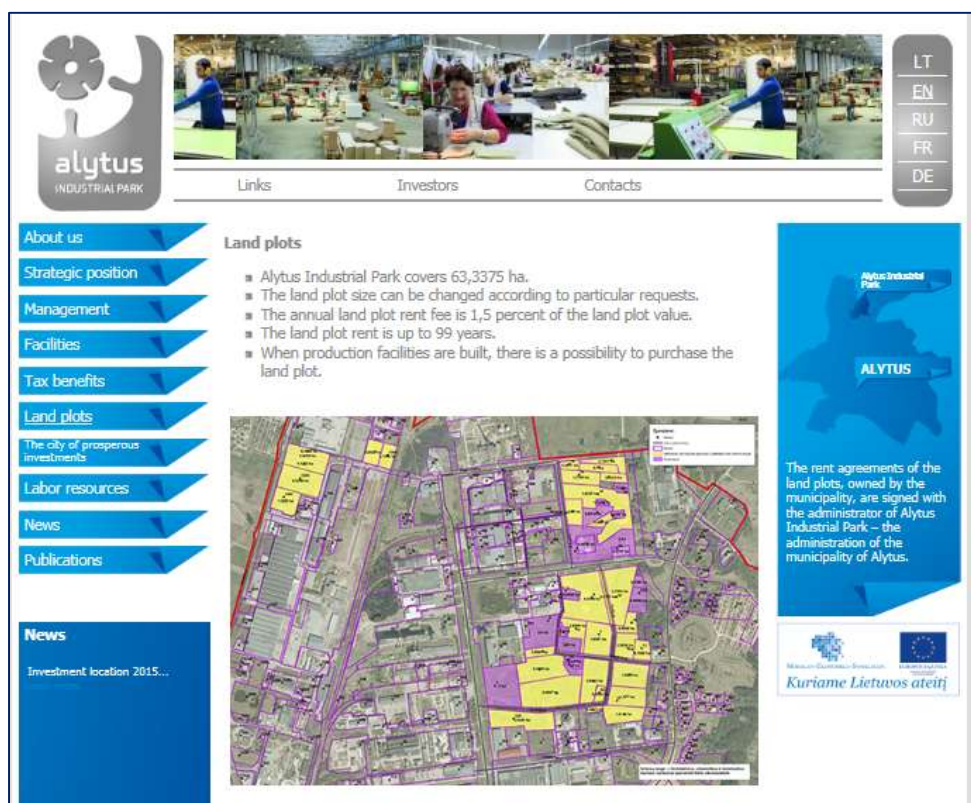 alytus
INDUSTRIAL PARK
LT
EN
RU
FR
DE
Links
Investors
Contacts
About us
Strategic position
Management
Facilities
Tax benefits
Land plots
The city of prosperous
investments
Labor resources
News
Publications
Land plots
Alytus Industrial Park covers 63,3375 ha.
The land plot size can be changed according to particular requests.
The annual land plot rent fee is 1,5 percent of the land plot value.
The land plot rent is up to 99 years.
When production facilities are built, there is a possibility to purchase the
land plot.
Alytus Industrial
Park
ALYTUS
The rent agreements of the
land plots, owned by the
municipality, are signed with
the administrator of Alytus
Industrial Park – the
administration of the
municipality of Alytus.
Kuriame Lietuvos ateitį
News
Investment location 2015...